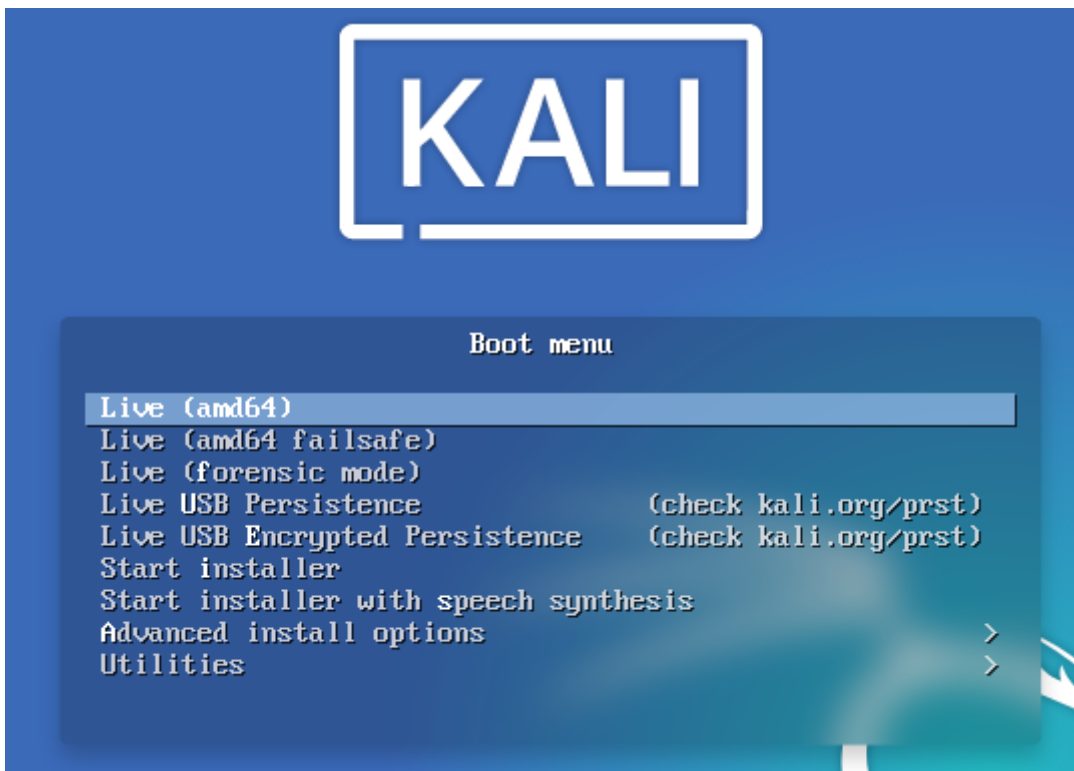 KALI
Boot menu
Live (amd64)
Live (amd64 failsafe)
Live (forensic mode)
Live USB Persistence (check kali.org/prst)
Live USB Encrypted Persistence (check kali.org/prst)
Start installer
Start installer with speech synthesis
Advanced install options >
Utilities >